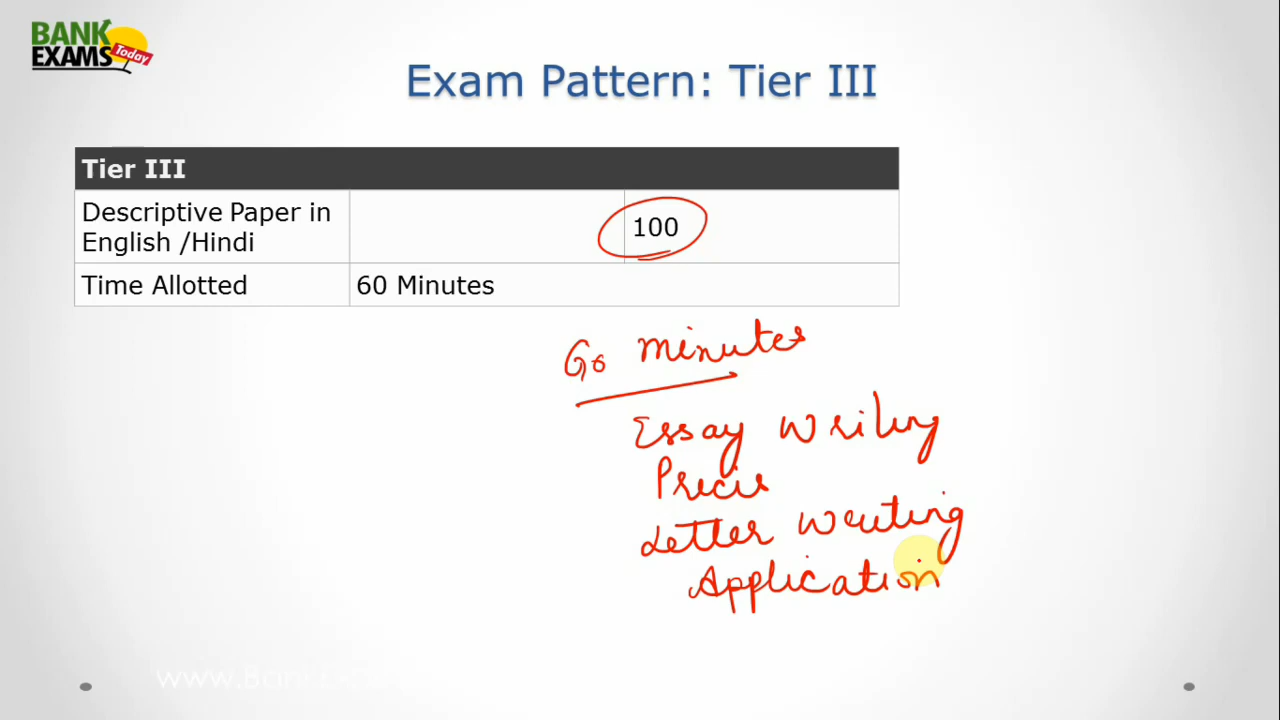 BANK
EXAMS Today
Exam Pattern: Tier III
Tier III
Descriptive Paper in English /Hindi 100
Time Allotted 60 Minutes
60 minutes
Essay Writing
Precis
Letter Writing
Application